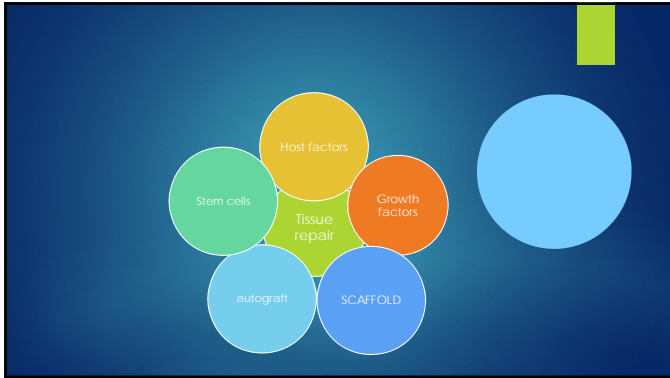 Host factors
Stem cells
Growth
factors
Tissue
repair
autograft
SCAFFOLD